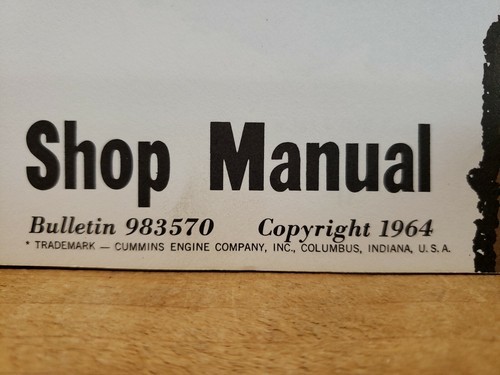 Shop Manual
Bulletin 983570 Copyright 1964
* TRADEMARK — CUMMINS ENGINE COMPANY, INC., COLUMBUS, INDIANA, U.S.A.